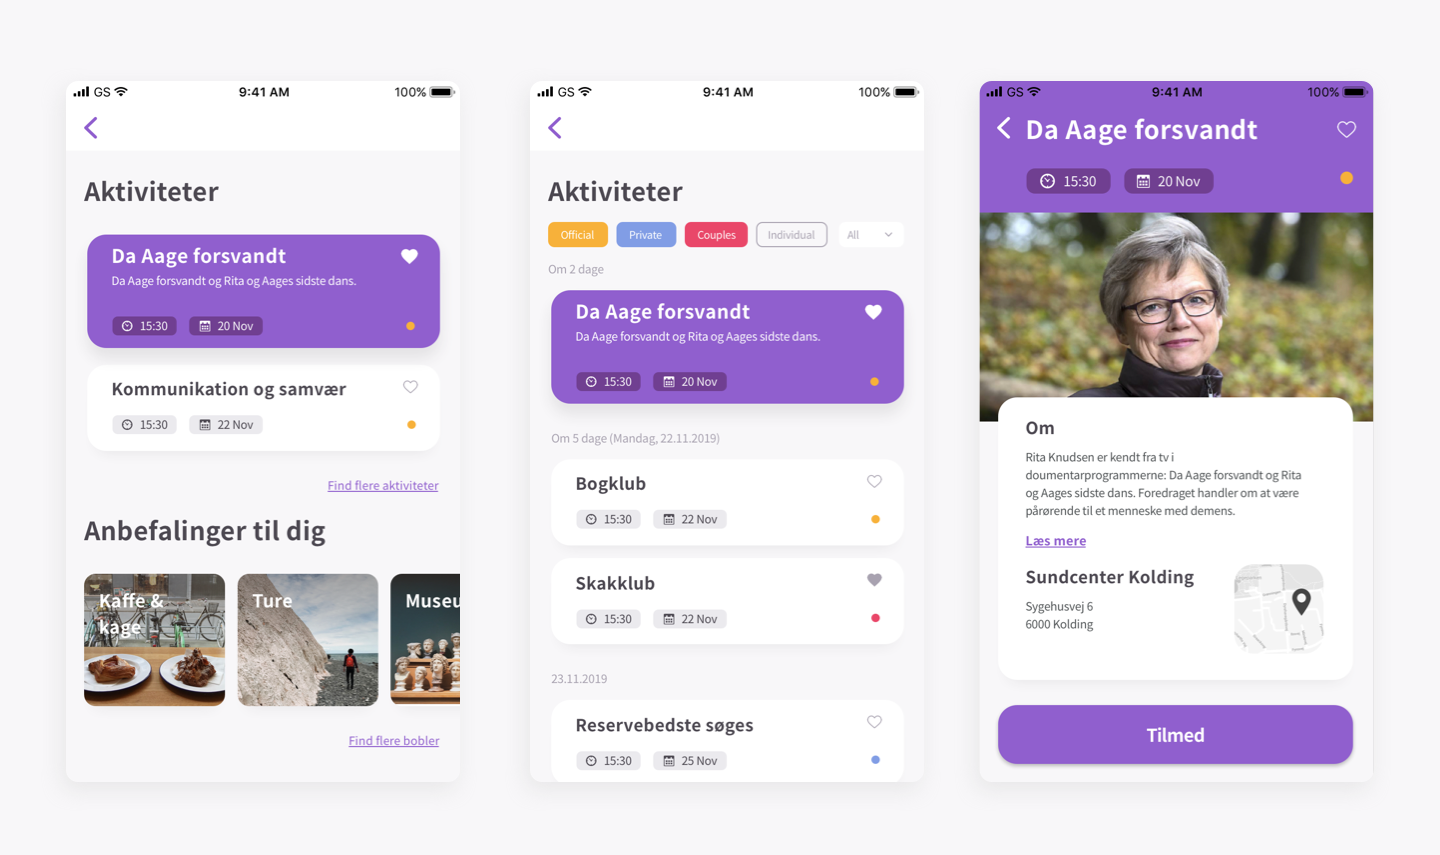 GS 9:41 AM 100%
Aktiviteter
Da Aage forsvandt
Da Aage forsvandt og Rita og Aages sidste dans.
15:30 20 Nov
Kommunikation og samvær
15:30 22 Nov
Find flere aktiviteter
Anbefalinger til dig
Kaffe &
kage
Ture
Museu
Find flere bobler
GS 9:41 AM 100%
Aktiviteter
Official Private Couples Individual All
Om 2 dage
Da Aage forsvandt
Da Aage forsvandt og Rita og Aages sidste dans.
15:30 20 Nov
Om 5 dage (Mandag, 22.11.2019)
Bogklub
15:30 22 Nov
Skakklub
15:30 22 Nov
23.11.2019
Reservebedste søges
15:30 25 Nov
GS 9:41 AM 100%
Da Aage forsvandt
15:30 20 Nov
Om
Rita Knudsen er kendt fra tv i
doumentarprogrammerne: Da Aage forsvandt og Rita
og Aages sidste dans. Foredraget handler om at være
pårørende til et menneske med demens.
Læs mere
Sundcenter Kolding
Sygehusvej 6
6000 Kolding
Tilmed